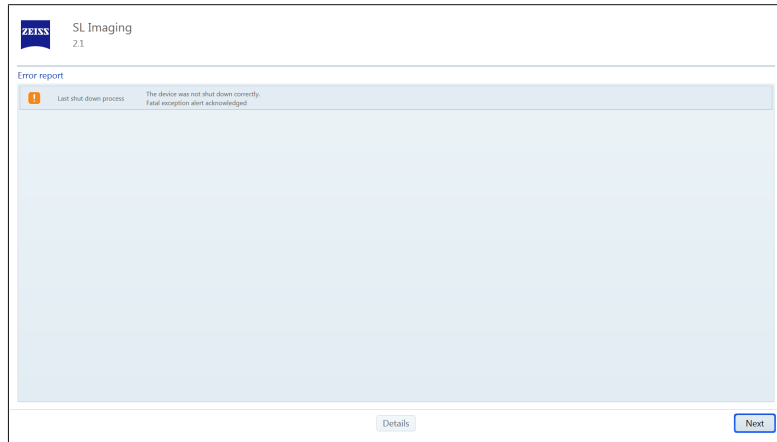 ZEISS
SL Imaging
2.1
Error report
!
Last shut down process
The device was not shut down correctly.
Fatal exception alert acknowledged
Details
Next